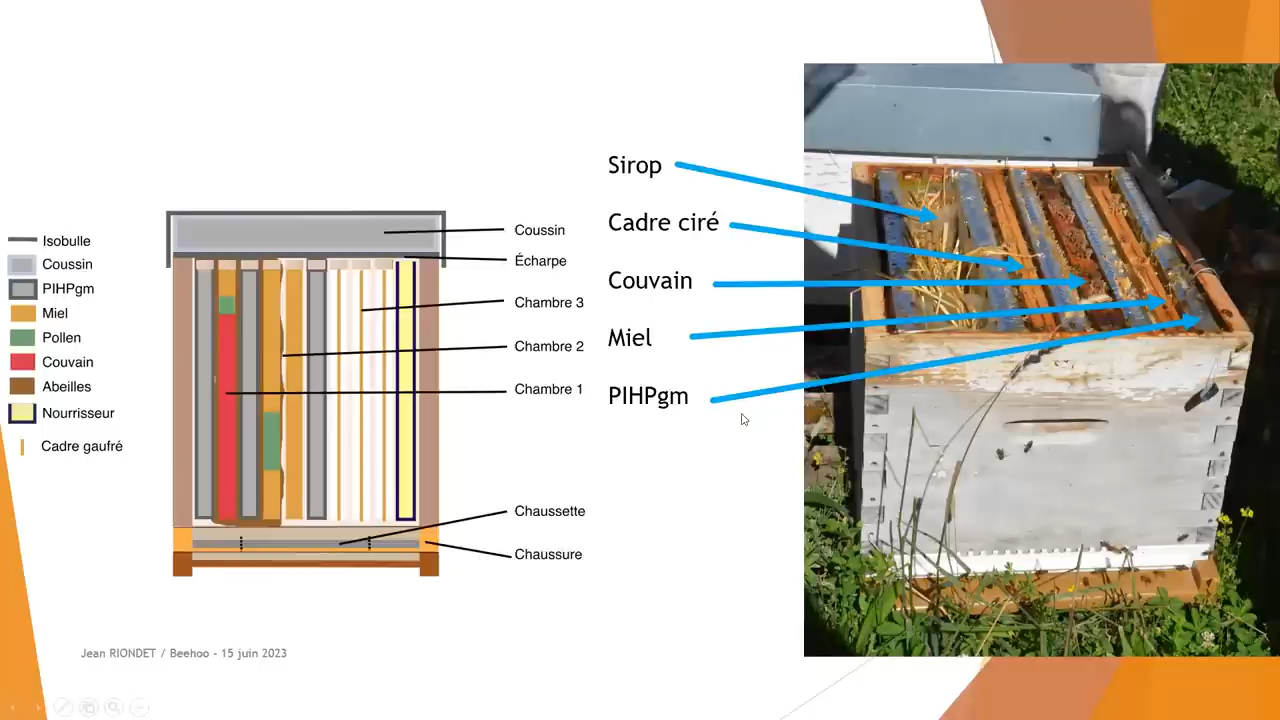 Isobulle
Coussin
PIHPgm
Miel
Pollen
Couvain
Abeilles
Nourrisseur
Cadre gaufré
Coussin
Écharpe
Chambre 3
Chambre 2
Chambre 1
Chaussette
Chaussure
Sirop
Cadre ciré
Couvain
Miel
PIHPgm
Jean RIONDET / Beehoo - 15 juin 2023